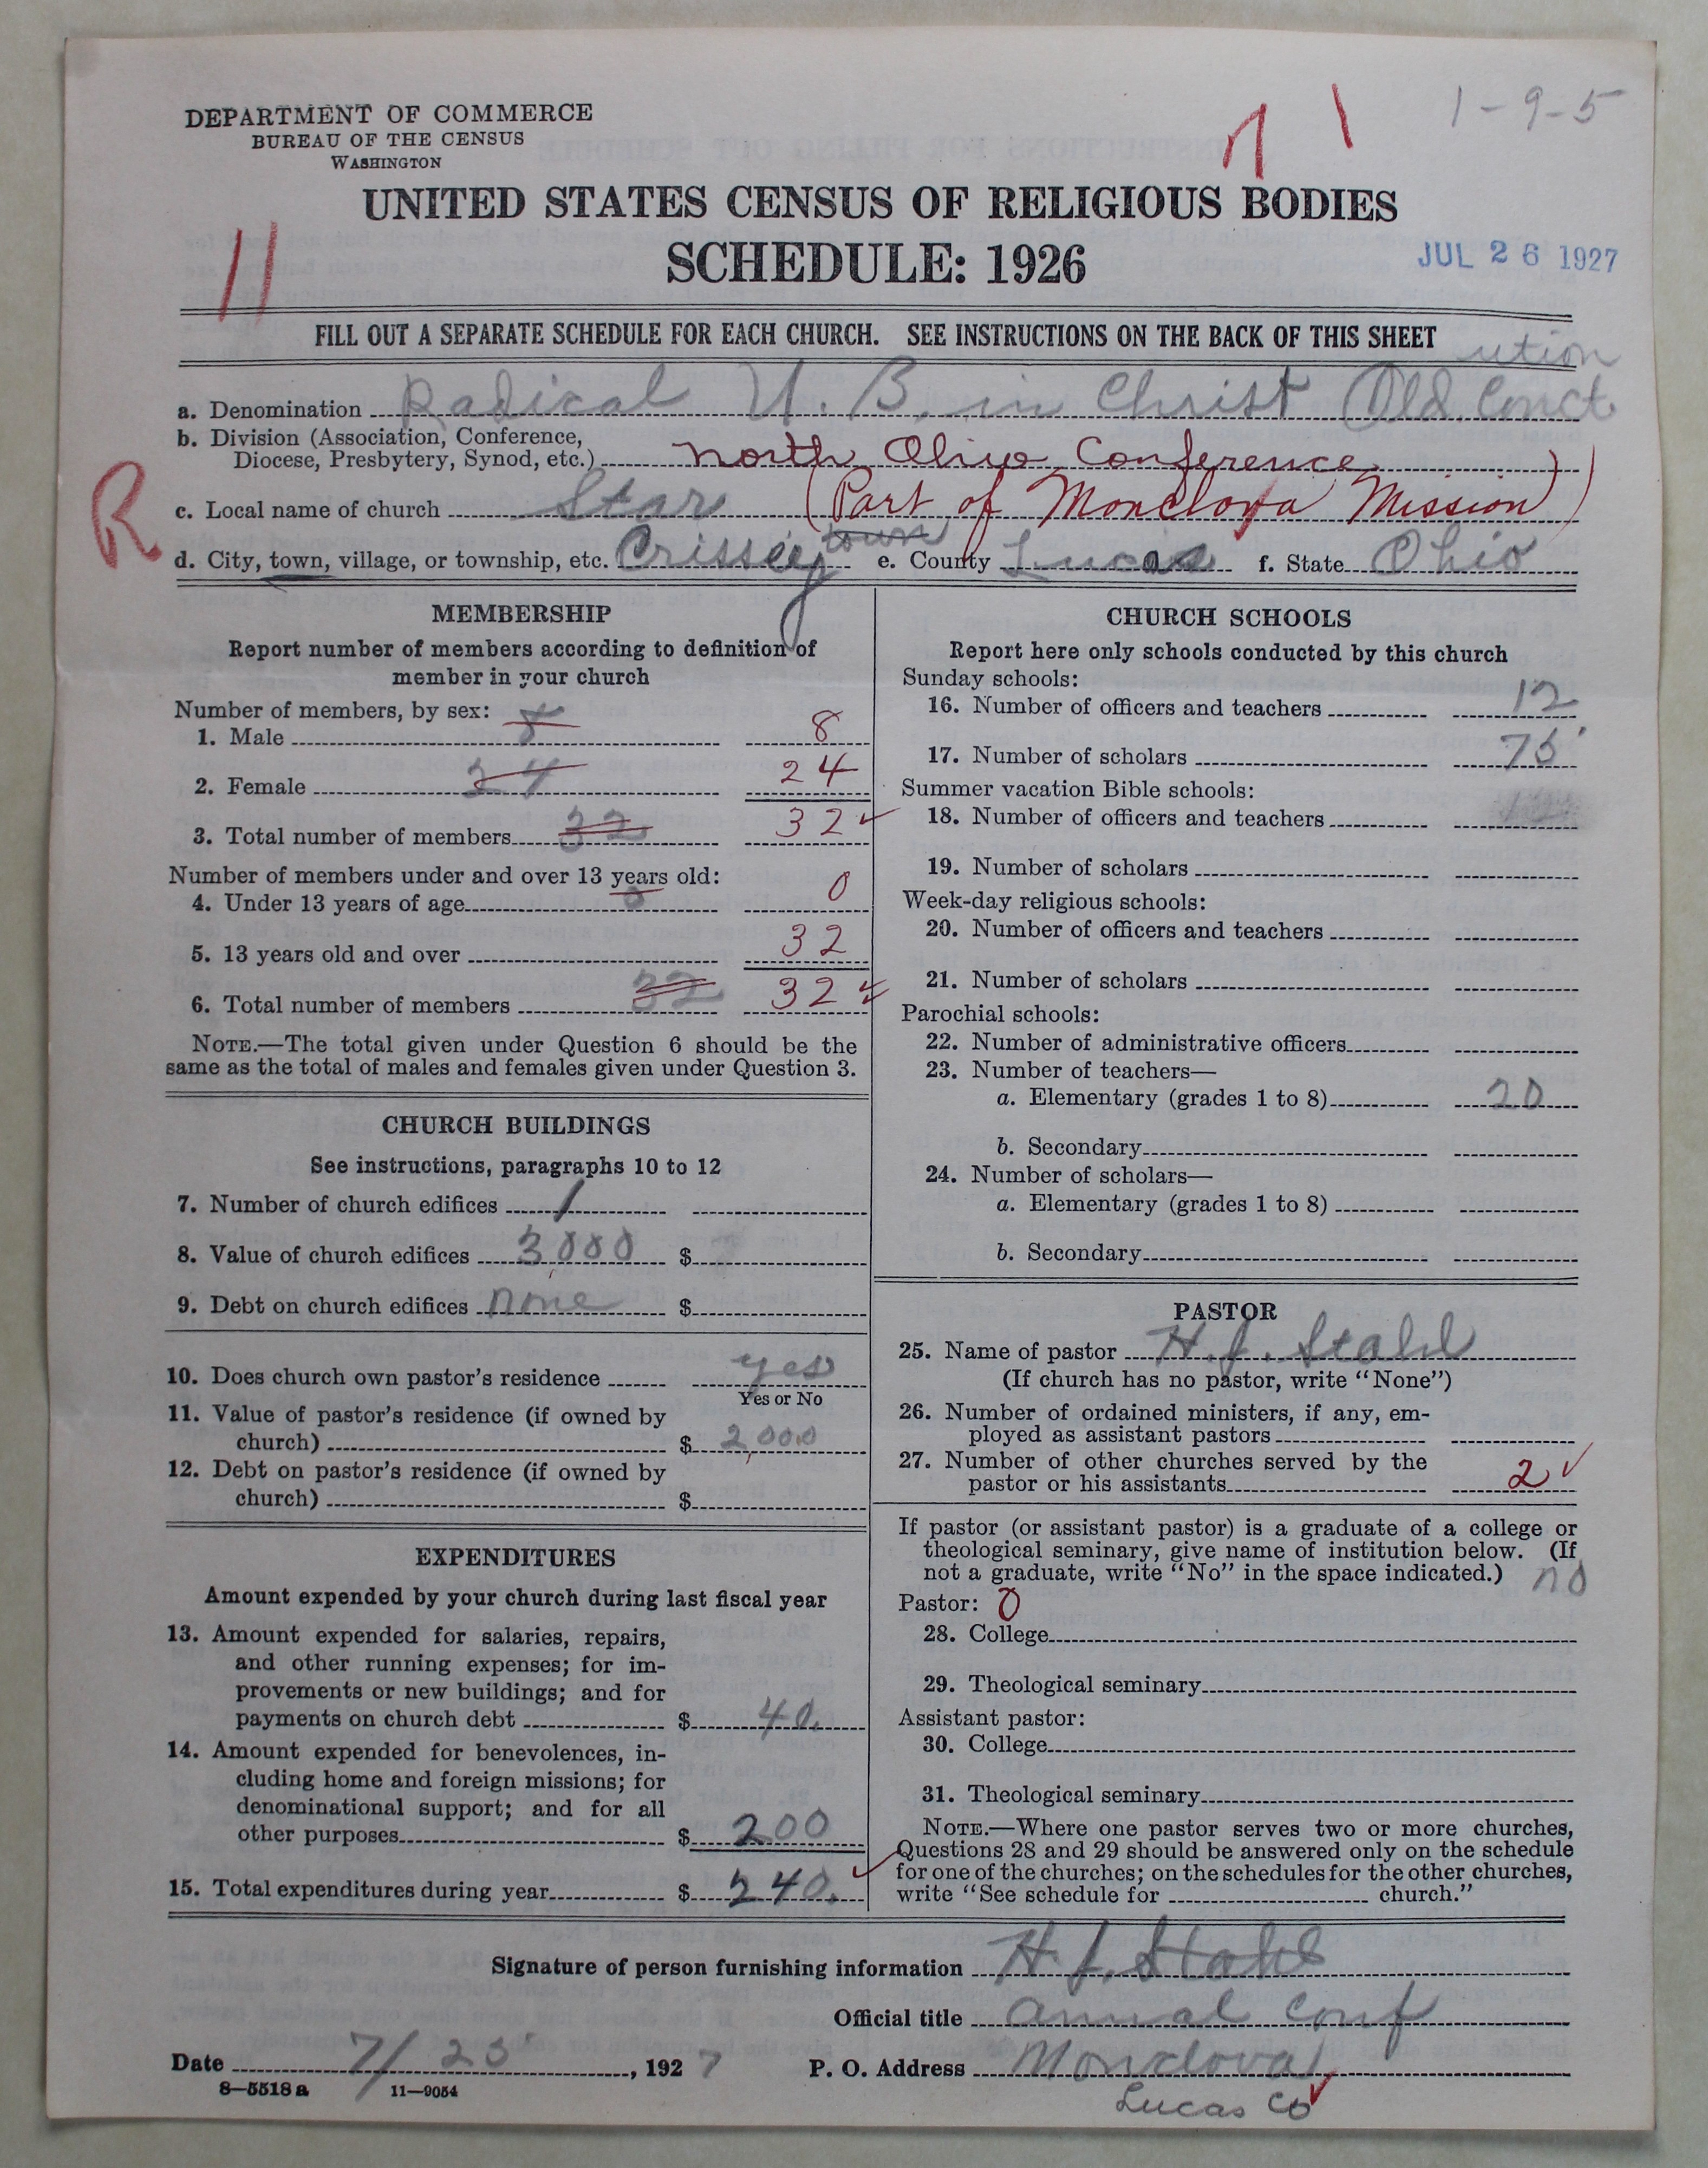 DEPARTMENT OF COMMERCE
BUREAU OF THE CENSUS
WASHINGTON
1-9-5
UNITED STATES CENSUS OF RELIGIOUS BODIES
SCHEDULE: 1926
JUL 26 1927
11
FILL OUT A SEPARATE SCHEDULE FOR EACH CHURCH. SEE INSTRUCTIONS ON THE BACK OF THIS SHEET
ution
a. Denomination Radical U. B. in Christ Old Const
b. Division (Association, Conference,
Diocese, Presbytery, Synod, etc.) North Ohio Conference
R
c. Local name of church Star (Part of Monclova Mission)
town
d. City, town, village, or township, etc. Crissey e. County Lucas f. State Ohio
MEMBERSHIP
Report number of members according to definition of
member in your church
Number of members, by sex: 8
1. Male 8
2. Female 24 24
3. Total number of members 32 32
Number of members under and over 13 years old:
4. Under 13 years of age 0 0
5. 13 years old and over 32
6. Total number of members 32 32
NOTE.—The total given under Question 6 should be the
same as the total of males and females given under Question 3.
CHURCH BUILDINGS
See instructions, paragraphs 10 to 12
7. Number of church edifices 1
8. Value of church edifices 3,000 $
9. Debt on church edifices none $
10. Does church own pastor's residence yes
Yes or No
11. Value of pastor's residence (if owned by
church) $ 2,000
12. Debt on pastor's residence (if owned by
church) $
EXPENDITURES
Amount expended by your church during last fiscal year
13. Amount expended for salaries, repairs,
and other running expenses; for im-
provements or new buildings; and for
payments on church debt $ 40.
14. Amount expended for benevolences, in-
cluding home and foreign missions; for
denominational support; and for all
other purposes $ 200
15. Total expenditures during year $ 240.
CHURCH SCHOOLS
Report here only schools conducted by this church
Sunday schools:
16. Number of officers and teachers 12
17. Number of scholars 75
Summer vacation Bible schools:
18. Number of officers and teachers
19. Number of scholars
Week-day religious schools:
20. Number of officers and teachers
21. Number of scholars
Parochial schools:
22. Number of administrative officers
23. Number of teachers—
a. Elementary (grades 1 to 8) 20
b. Secondary
24. Number of scholars—
a. Elementary (grades 1 to 8)
b. Secondary
PASTOR
25. Name of pastor H. J. Stahl
(If church has no pastor, write "None")
26. Number of ordained ministers, if any, em-
ployed as assistant pastors
27. Number of other churches served by the
pastor or his assistants 2
If pastor (or assistant pastor) is a graduate of a college or
theological seminary, give name of institution below. (If
not a graduate, write "No" in the space indicated.) no
Pastor: 0
28. College
29. Theological seminary
Assistant pastor:
30. College
31. Theological seminary
NOTE.—Where one pastor serves two or more churches,
Questions 28 and 29 should be answered only on the schedule
for one of the churches; on the schedules for the other churches,
write "See schedule for church."
Signature of person furnishing information H. J. Stahl
Official title annual Conf
Date 7/25, 1927 P. O. Address Monclova
8—5518 a 11—9054
Lucas Co